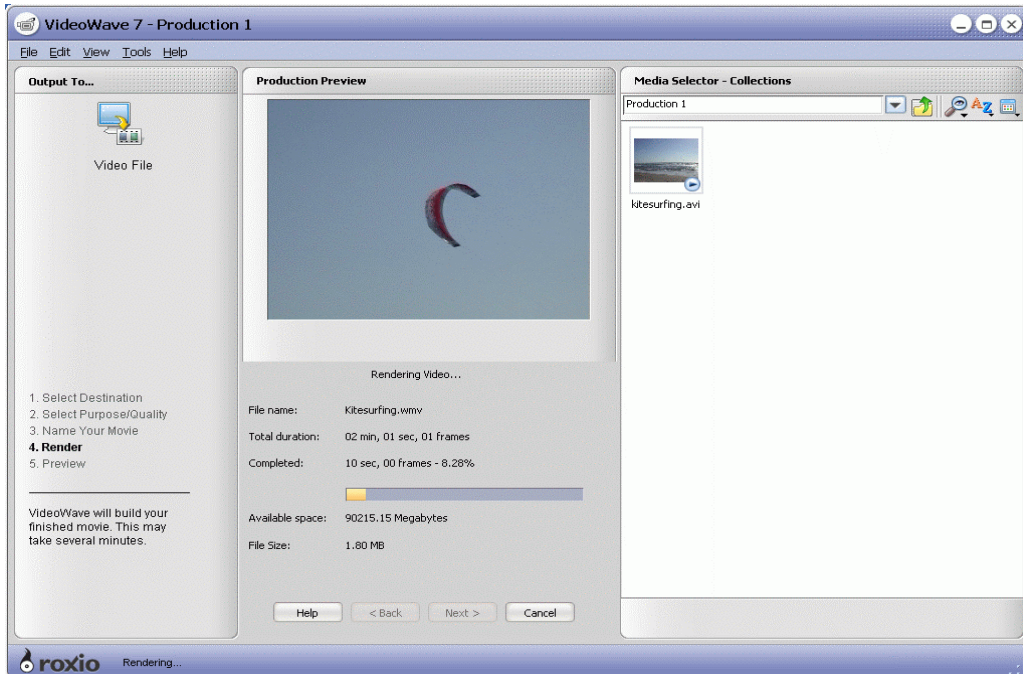 VideoWave 7 - Production 1
File Edit View Tools Help
Output To...
Video File
1. Select Destination
2. Select Purpose/Quality
3. Name Your Movie
4. Render
5. Preview
VideoWave will build your
finished movie. This may
take several minutes.
Production Preview
Rendering Video...
File name: Kitesurfing.wmv
Total duration: 02 min, 01 sec, 01 frames
Completed: 10 sec, 00 frames - 8.28%
Available space: 90215.15 Megabytes
File Size: 1.80 MB
Help < Back Next > Cancel
Media Selector - Collections
Production 1
AZ
kitesurfing.avi
roxio Rendering...